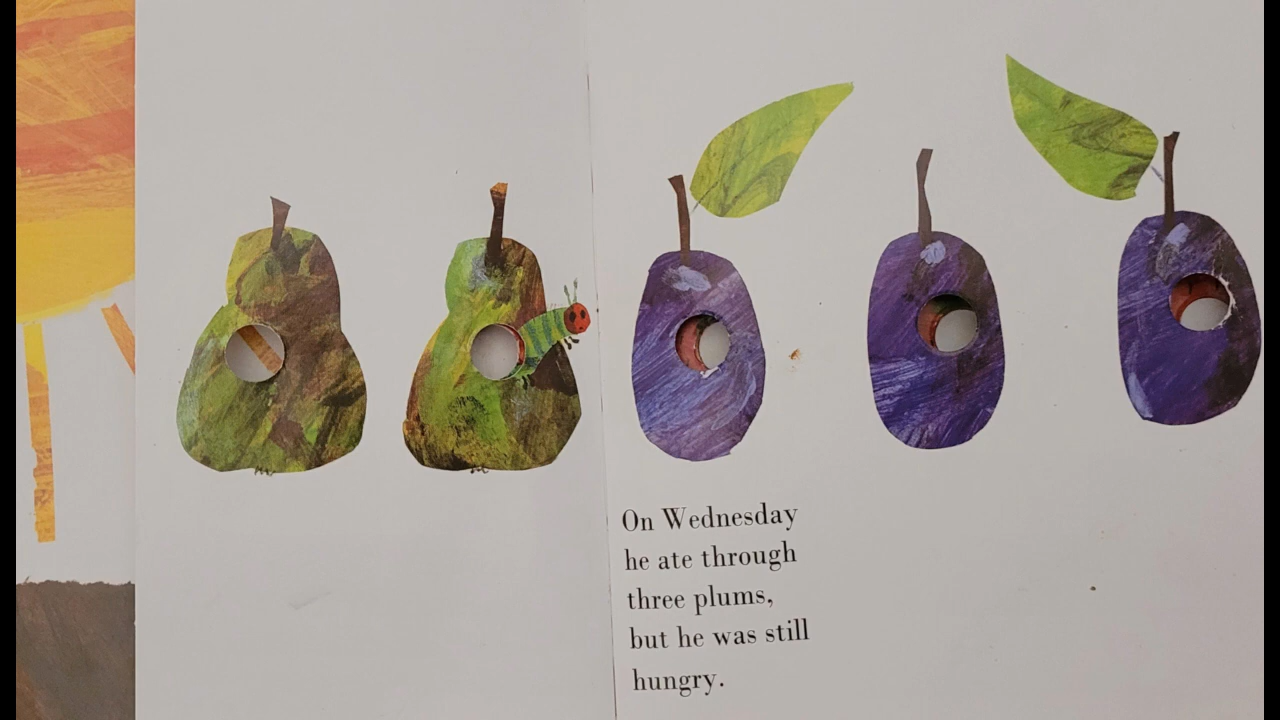 On Wednesday
he ate through
three plums,
but he was still
hungry.